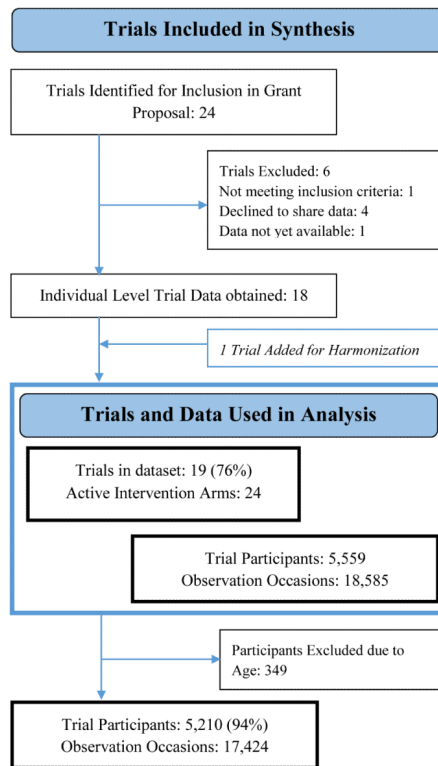 Trials Included in Synthesis
Trials Identified for Inclusion in Grant
Proposal: 24
Trials Excluded: 6
Not meeting inclusion criteria: 1
Declined to share data: 4
Data not yet available: 1
Individual Level Trial Data obtained: 18
1 Trial Added for Harmonization
Trials and Data Used in Analysis
Trials in dataset: 19 (76%)
Active Intervention Arms: 24
Trial Participants: 5,559
Observation Occasions: 18,585
Participants Excluded due to
Age: 349
Trial Participants: 5,210 (94%)
Observation Occasions: 17,424